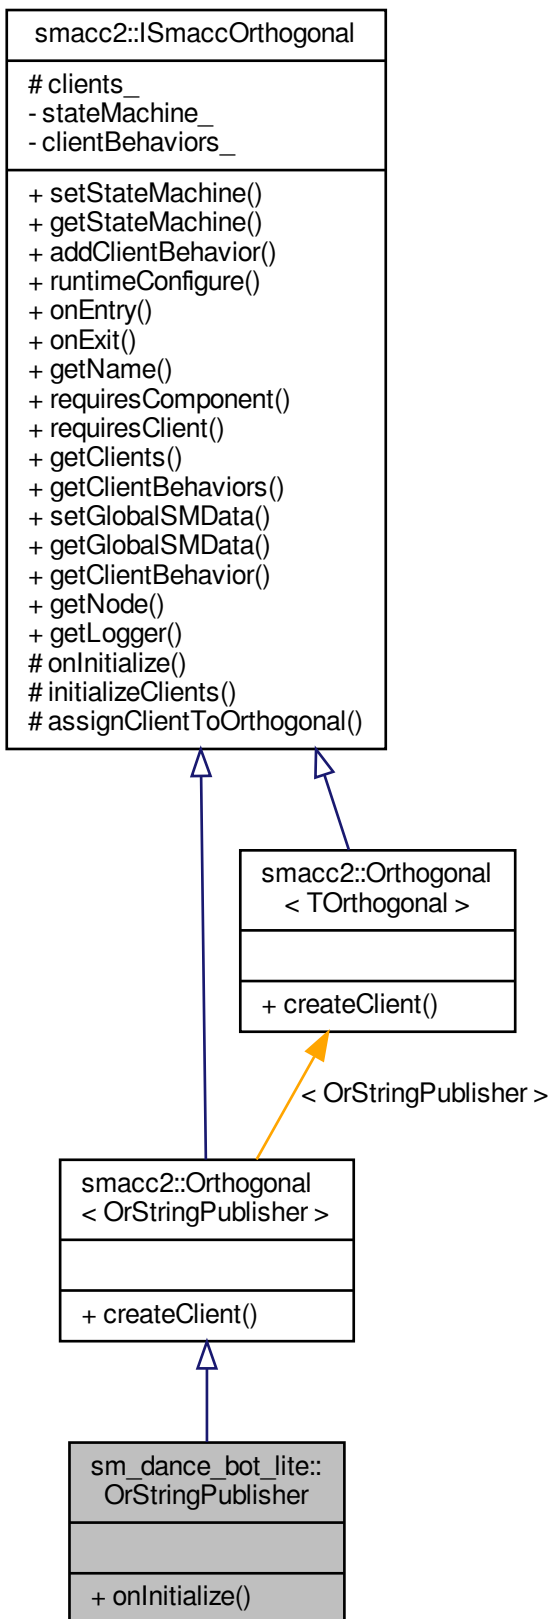 smacc2::ISmaccOrthogonal
# clients_
- stateMachine_
- clientBehaviors_
+ setStateMachine()
+ getStateMachine()
+ addClientBehavior()
+ runtimeConfigure()
+ onEntry()
+ onExit()
+ getName()
+ requiresComponent()
+ requiresClient()
+ getClients()
+ getClientBehaviors()
+ setGlobalSMData()
+ getGlobalSMData()
+ getClientBehavior()
+ getNode()
+ getLogger()
# onInitialize()
# initializeClients()
# assignClientToOrthogonal()
smacc2::Orthogonal
< TOrthogonal >
+ createClient()
< OrStringPublisher >
smacc2::Orthogonal
< OrStringPublisher >
+ createClient()
sm_dance_bot_lite::
OrStringPublisher
+ onInitialize()